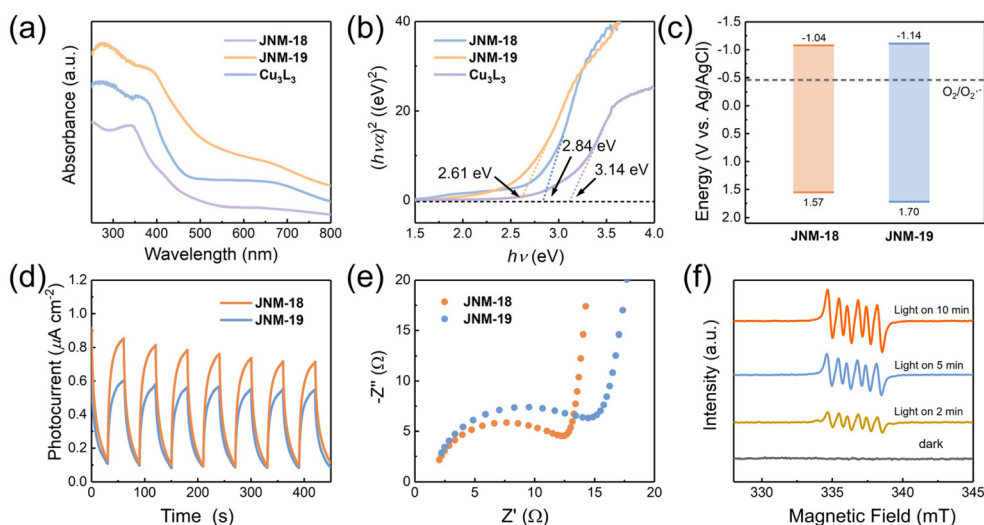 (a)
JNM-18
JNM-19
Cu₃L₃
Absorbance (a.u.)
300 400 500 600 700 800
Wavelength (nm)
(b)
JNM-18
JNM-19
Cu₃L₃
(hνα)² ((eV)²)
40
20
0
2.61 eV
2.84 eV
3.14 eV
1.5 2.0 2.5 3.0 3.5 4.0
hν (eV)
(c)
Energy (V vs. Ag/AgCl)
-1.5
-1.0
-0.5
0.0
0.5
1.0
1.5
2.0
-1.04
-1.14
O₂/O₂·-
1.57
1.70
JNM-18 JNM-19
(d)
JNM-18
JNM-19
Photocurrent (μA cm⁻²)
1.2
1.0
0.8
0.6
0.4
0.2
0.0
0 100 200 300 400
Time (s)
(e)
JNM-18
JNM-19
-Z'' (Ω)
20
15
10
5
0
0 5 10 15 20
Z' (Ω)
(f)
Intensity (a.u.)
Light on 10 min
Light on 5 min
Light on 2 min
dark
330 335 340 345
Magnetic Field (mT)